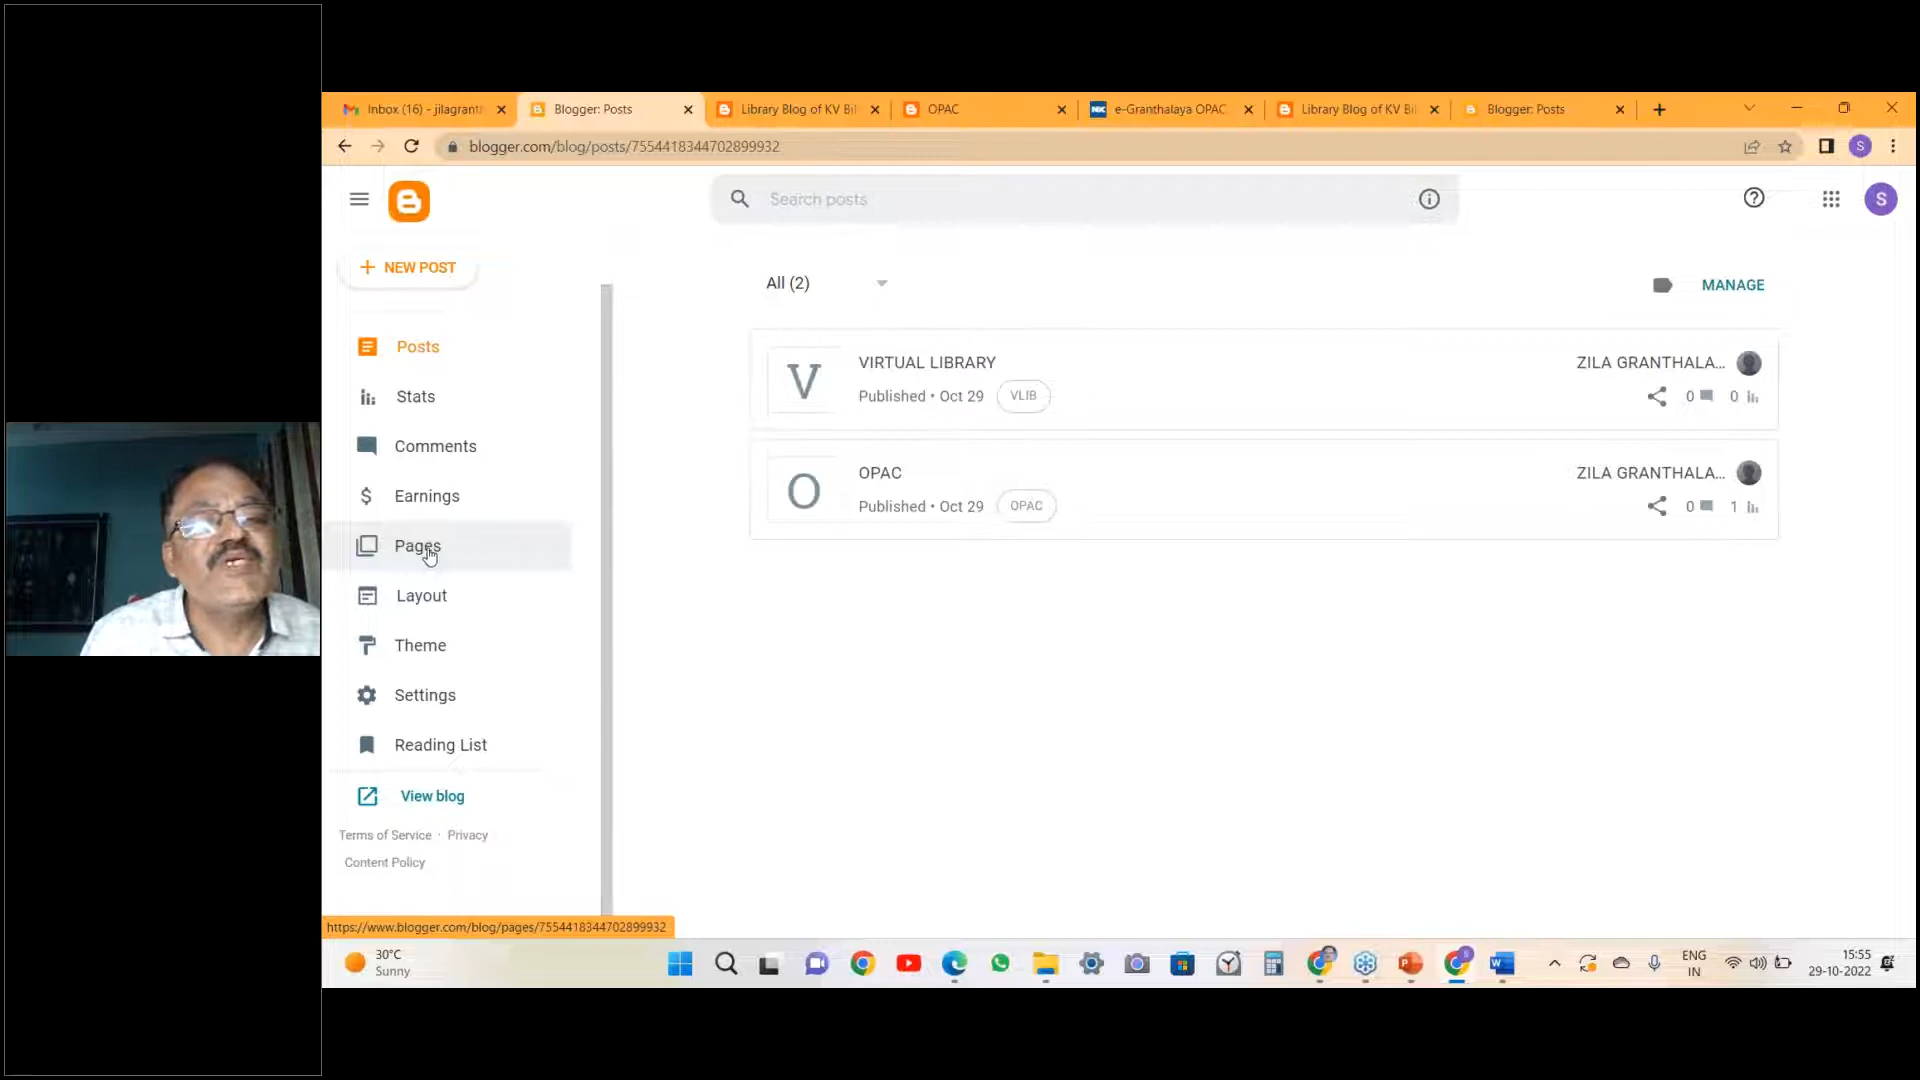 Inbox (16) - jilagranth
Blogger: Posts
Library Blog of KV Bil
OPAC
NIC
e-Granthalaya OPAC
Library Blog of KV Bil
Blogger: Posts
blogger.com/blog/posts/7554418344702899932
S
Search posts
S
NEW POST
All (2)
MANAGE
Posts
Stats
Comments
Earnings
Pages
Layout
Theme
Settings
Reading List
View blog
Terms of Service · Privacy
Content Policy
V
VIRTUAL LIBRARY
Published • Oct 29
VLIB
ZILA GRANTHALA...
0
0
O
OPAC
Published • Oct 29
OPAC
ZILA GRANTHALA...
0
1
https://www.blogger.com/blog/pages/7554418344702899932
30°C
Sunny
ENG
IN
15:55
29-10-2022